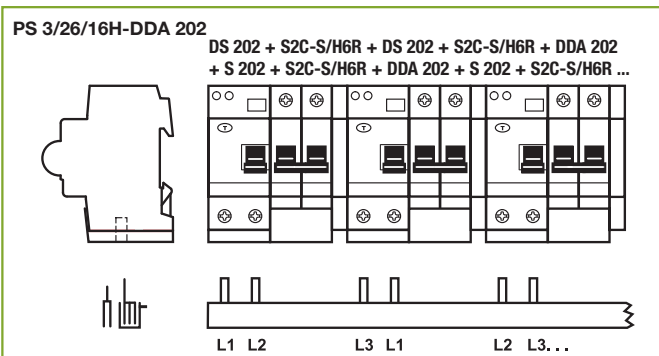 PS 3/26/16H-DDA 202
DS 202 + S2C-S/H6R + DS 202 + S2C-S/H6R + DDA 202
+ S 202 + S2C-S/H6R + DDA 202 + S 202 + S2C-S/H6R ...
T T T
L1 L2 L3 L1 L2 L3...